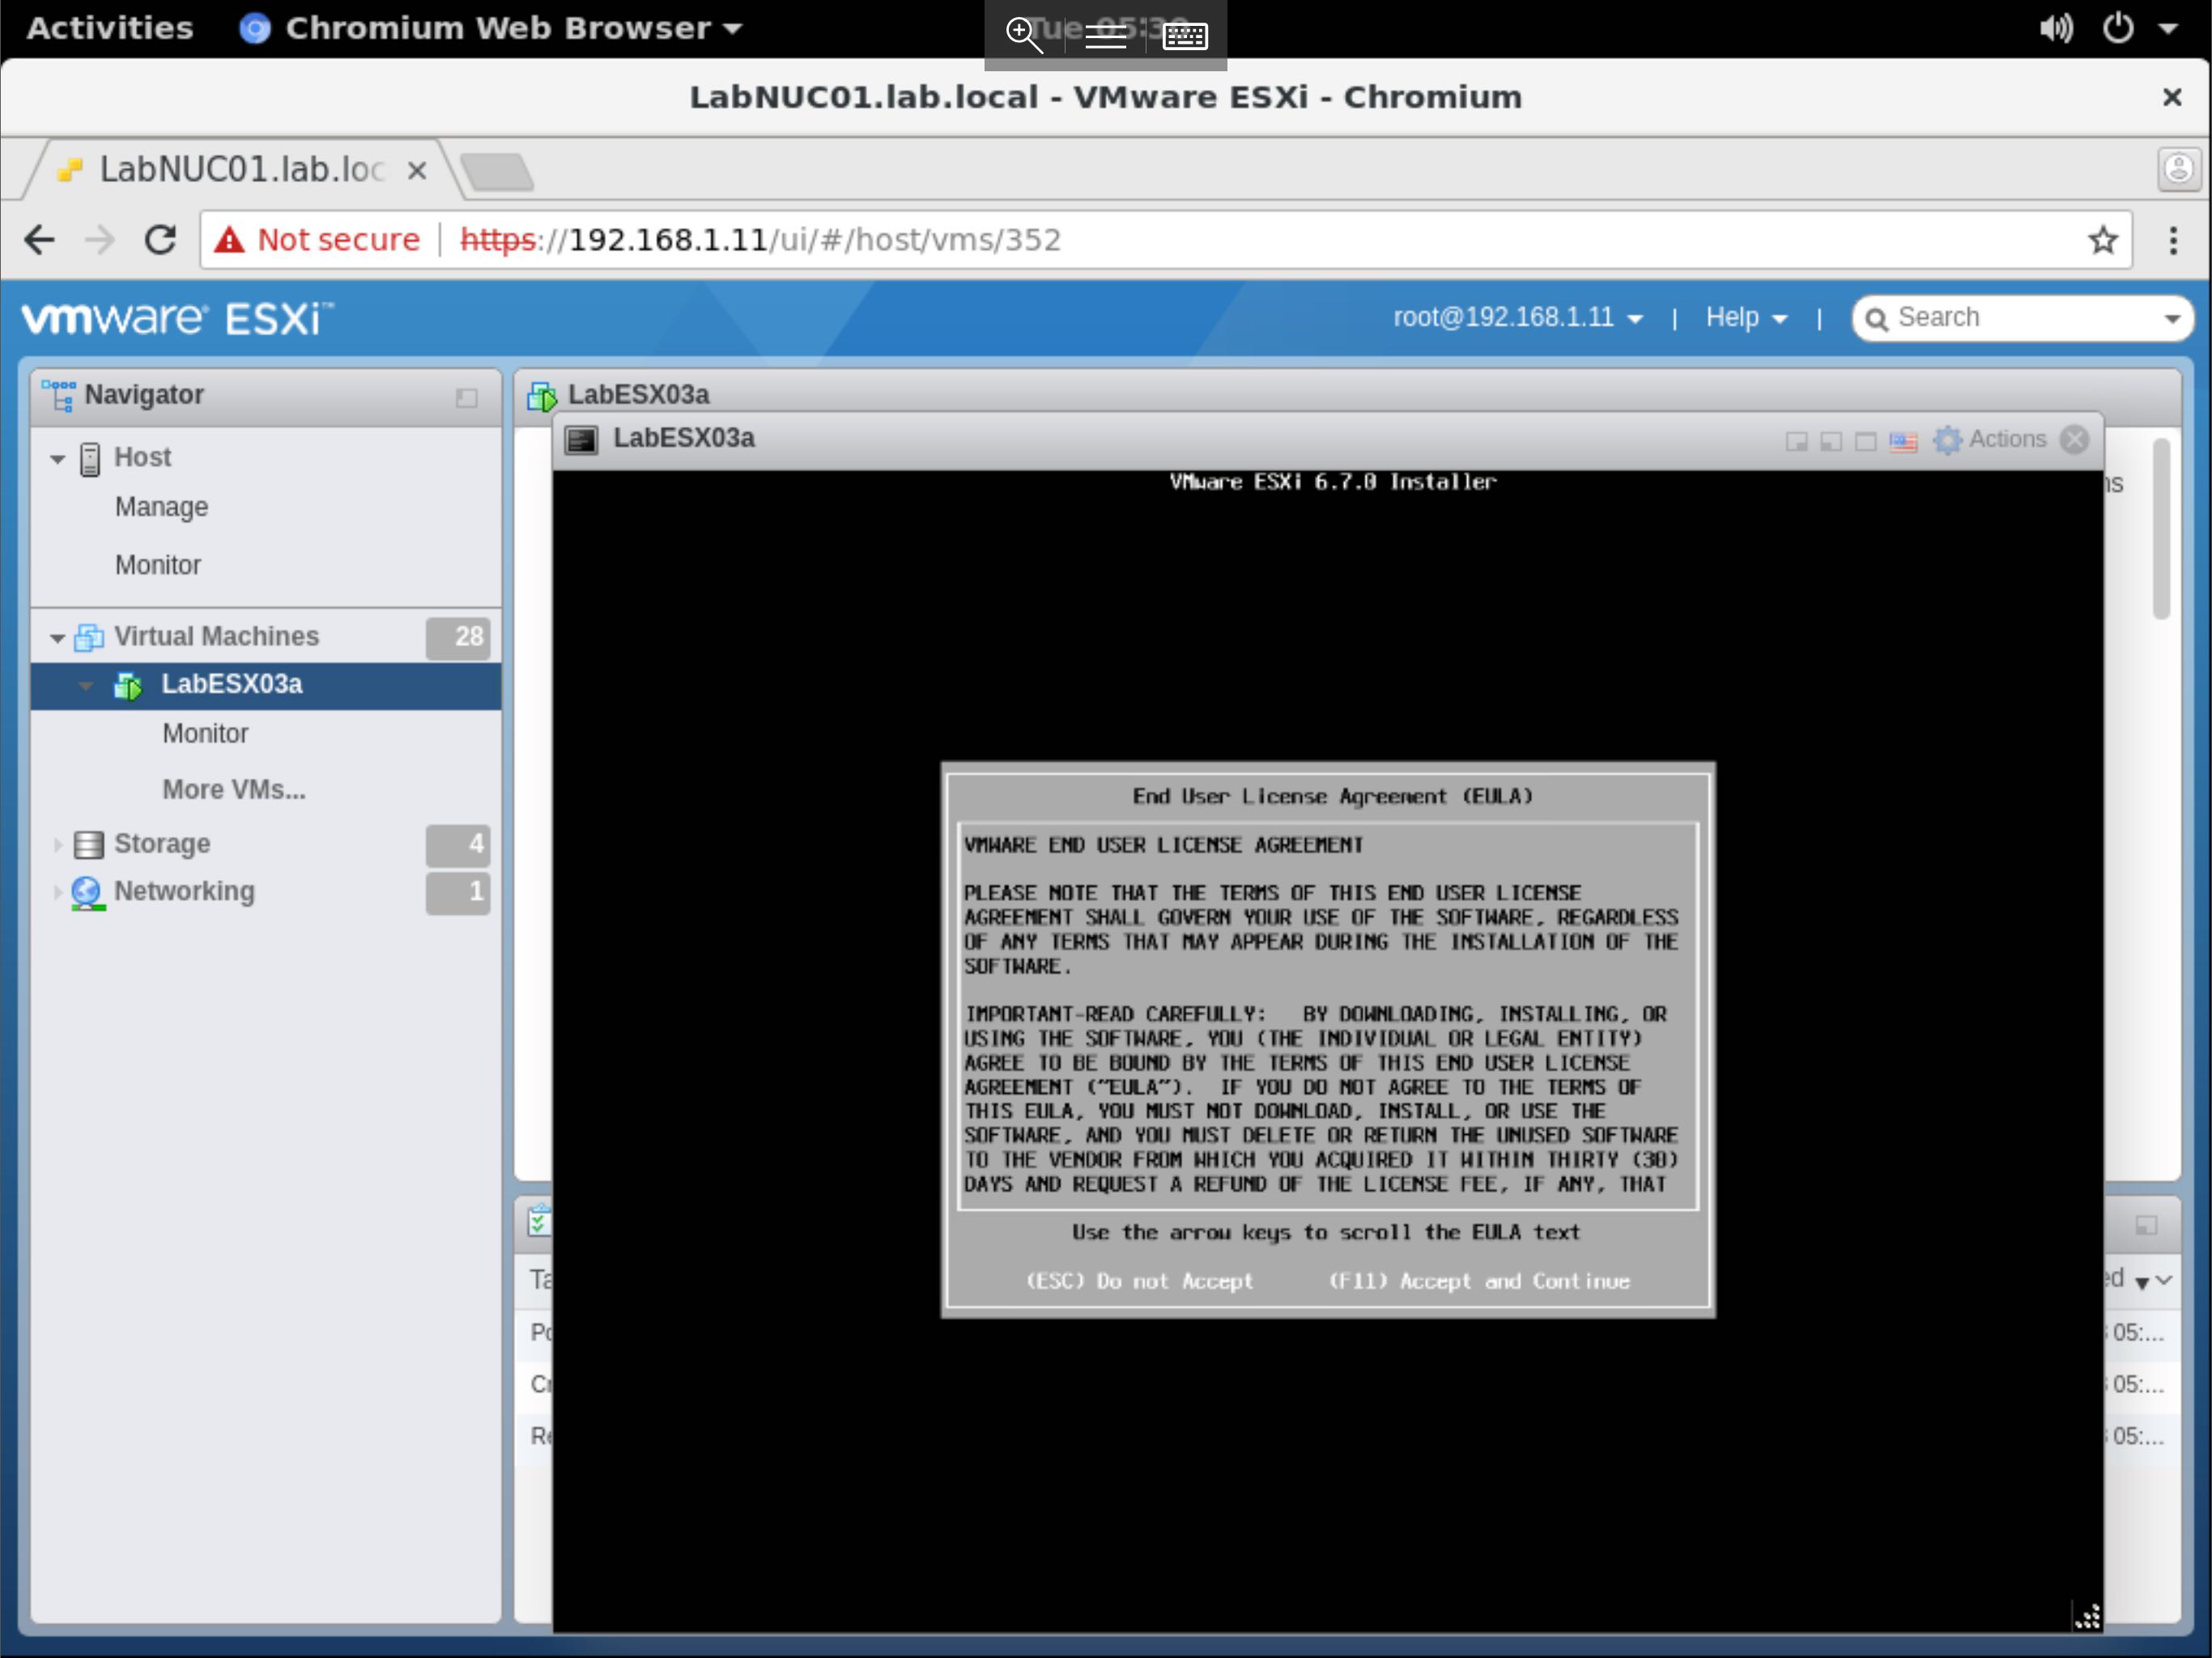 Activities
Chromium Web Browser
Tue 05:3
LabNUC01.lab.local - VMware ESXi - Chromium
LabNUC01.lab.loc
Not secure
https://192.168.1.11/ui/#/host/vms/352
vmware ESXi™
root@192.168.1.11
|
Help
|
Search
Navigator
Host
Manage
Monitor
Virtual Machines
28
LabESX03a
Monitor
More VMs...
Storage
4
Networking
1
LabESX03a
LabESX03a
Actions
VMware ESXi 6.7.0 Installer
End User License Agreement (EULA)
VMWARE END USER LICENSE AGREEMENT
PLEASE NOTE THAT THE TERMS OF THIS END USER LICENSE
AGREEMENT SHALL GOVERN YOUR USE OF THE SOFTWARE, REGARDLESS
OF ANY TERMS THAT MAY APPEAR DURING THE INSTALLATION OF THE
SOFTWARE.
IMPORTANT-READ CAREFULLY:   BY DOWNLOADING, INSTALLING, OR
USING THE SOFTWARE, YOU (THE INDIVIDUAL OR LEGAL ENTITY)
AGREE TO BE BOUND BY THE TERMS OF THIS END USER LICENSE
AGREEMENT ("EULA").  IF YOU DO NOT AGREE TO THE TERMS OF
THIS EULA, YOU MUST NOT DOWNLOAD, INSTALL, OR USE THE
SOFTWARE, AND YOU MUST DELETE OR RETURN THE UNUSED SOFTWARE
TO THE VENDOR FROM WHICH YOU ACQUIRED IT WITHIN THIRTY (30)
DAYS AND REQUEST A REFUND OF THE LICENSE FEE, IF ANY, THAT
Use the arrow keys to scroll the EULA text
(ESC) Do not Accept
(F11) Accept and Continue
05:...
05:...
05:...